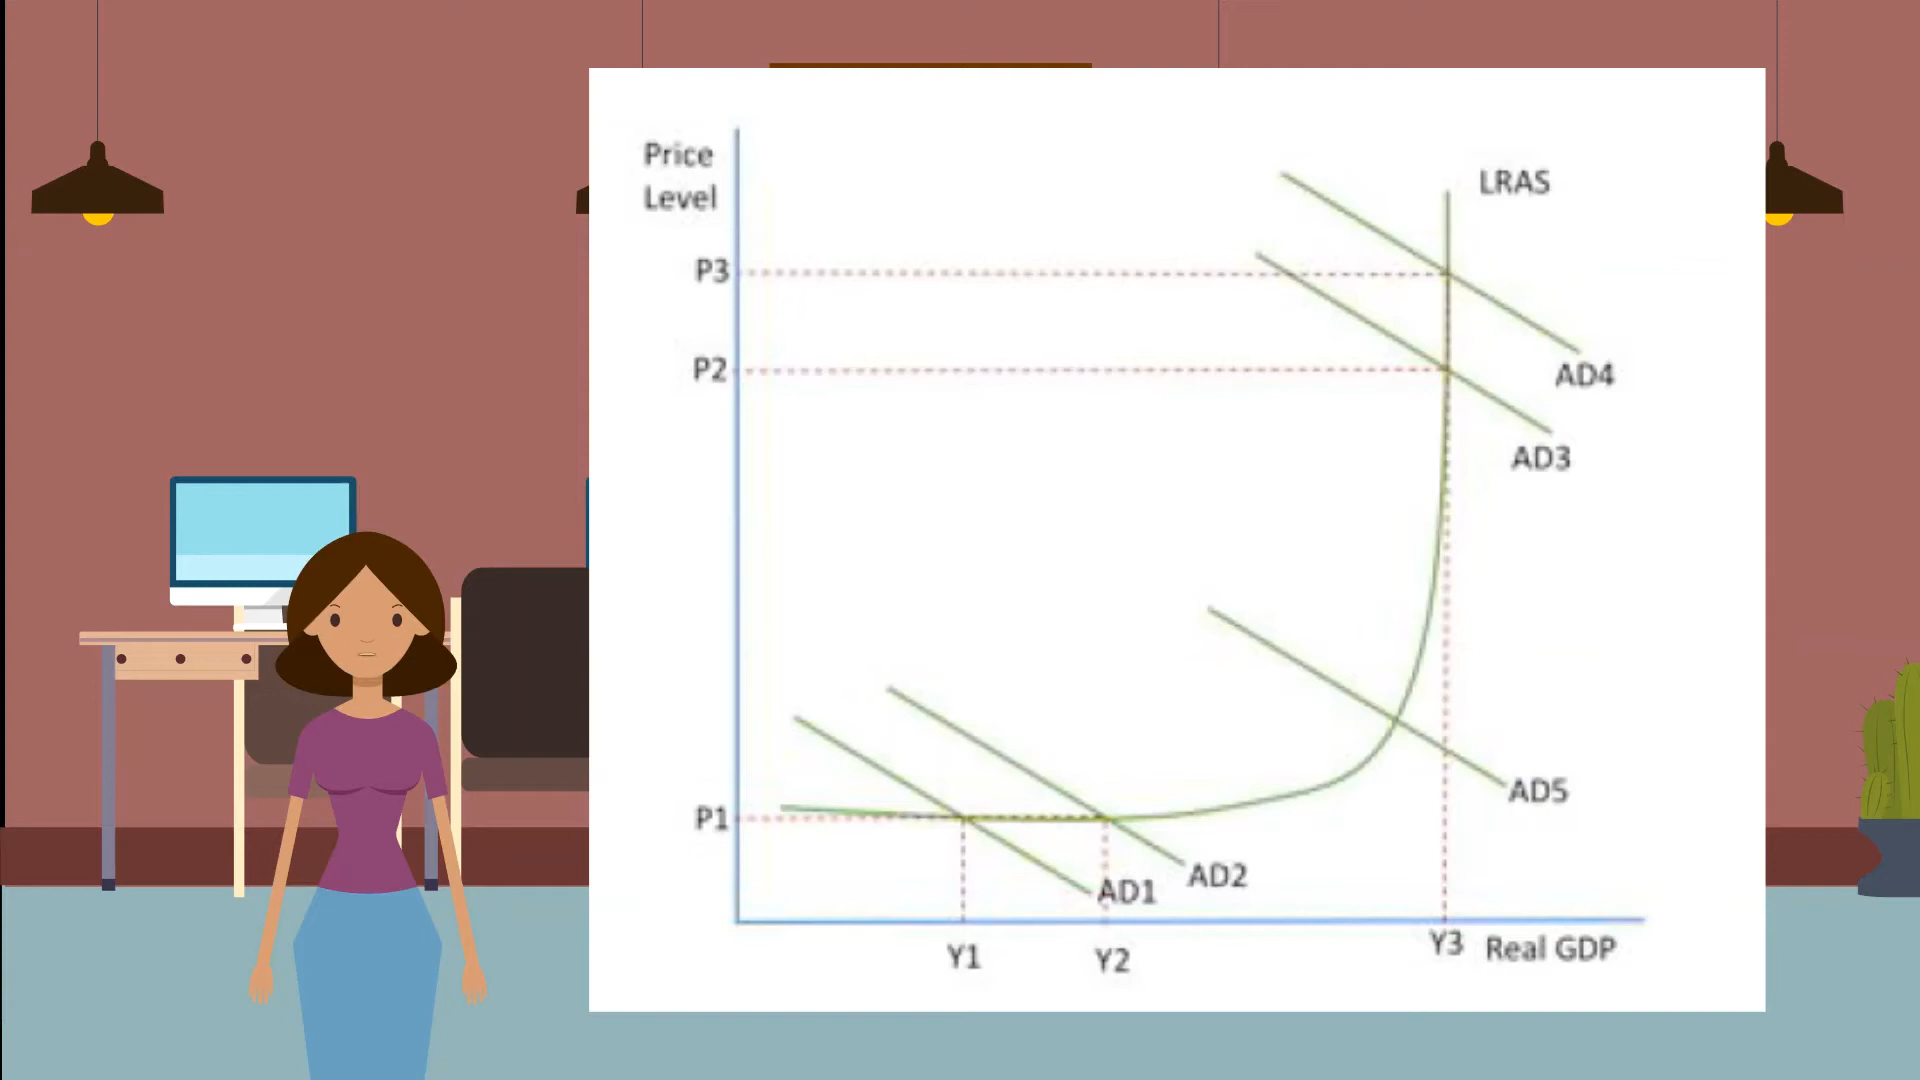 Price
Level
LRAS
P3
P2
AD4
AD3
AD5
P1
AD2
AD1
Y1
Y2
Y3
Real GDP